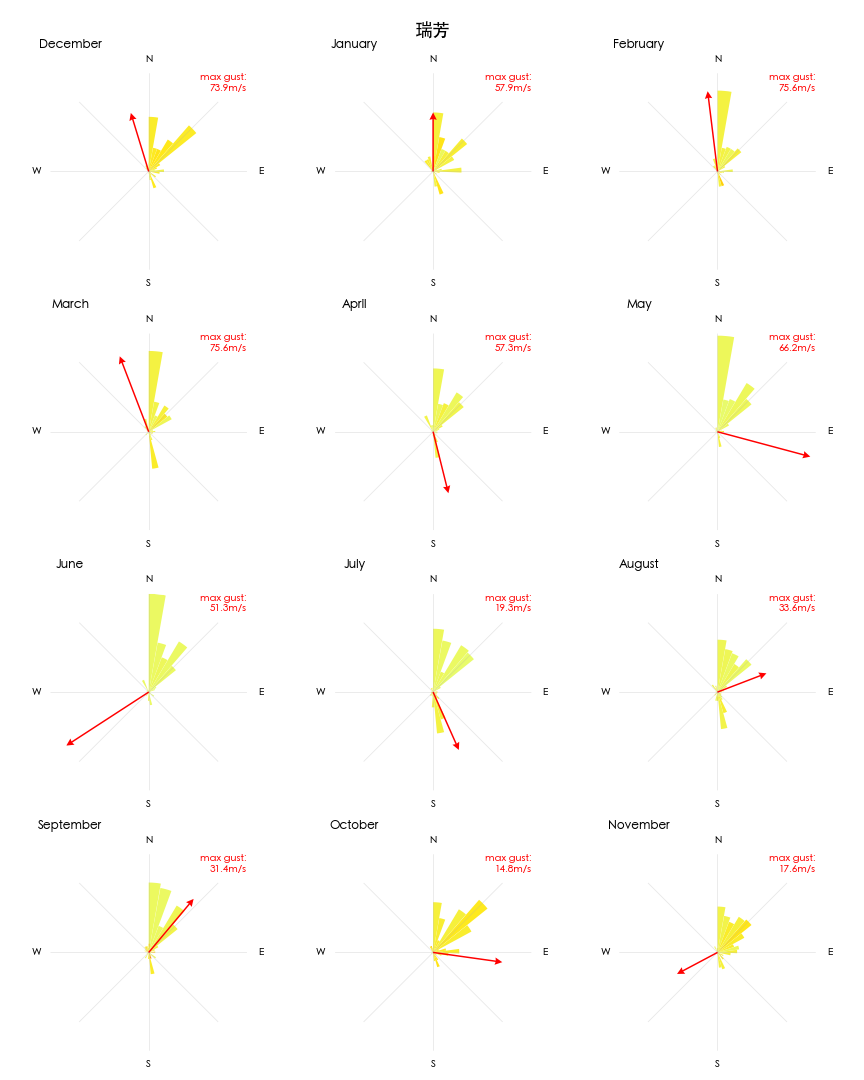 瑞芳
December
N
max gust:
73.9m/s
W
E
S
January
N
max gust:
57.9m/s
W
E
S
February
N
max gust:
75.6m/s
W
E
S
March
N
max gust:
75.6m/s
W
E
S
April
N
max gust:
57.3m/s
W
E
S
May
N
max gust:
66.2m/s
W
E
S
June
N
max gust:
51.3m/s
W
E
S
July
N
max gust:
19.3m/s
W
E
S
August
N
max gust:
33.6m/s
W
E
S
September
N
max gust:
31.4m/s
W
E
S
October
N
max gust:
14.8m/s
W
E
S
November
N
max gust:
17.6m/s
W
E
S